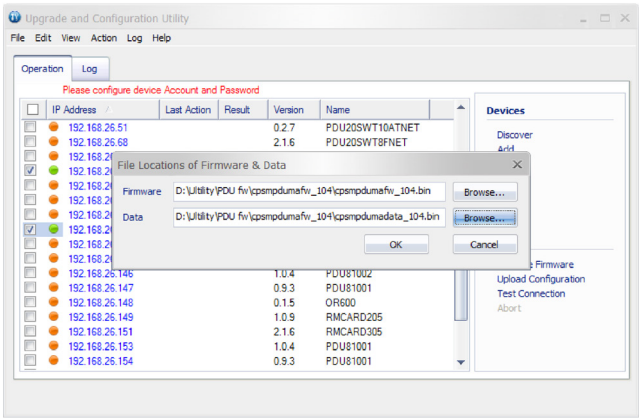 Upgrade and Configuration Utility
File Edit View Action Log Help
Operation Log
Please configure device Account and Password
IP Address Last Action Result Version Name
192.168.26.51 0.2.7 PDU20SWT10ATNET
192.168.26.68 2.1.6 PDU20SWT8FNET
Devices
Discover
Add
File Locations of Firmware & Data
Firmware D:\Utility\PDU fw\cpsmpdumafw_104\cpsmpdumafw_104.bin Browse...
Data D:\Utility\PDU fw\cpsmpdumafw_104\cpsmpdumadata_104.bin Browse...
OK Cancel
192.168.26.146 1.0.4 PDU81002
192.168.26.147 0.9.3 PDU81001
192.168.26.148 0.1.5 OR600
192.168.26.149 1.0.9 RMCARD205
192.168.26.151 2.1.6 RMCARD305
192.168.26.153 1.0.4 PDU81001
192.168.26.154 0.9.3 PDU81001
Firmware
Upload Configuration
Test Connection
Abort